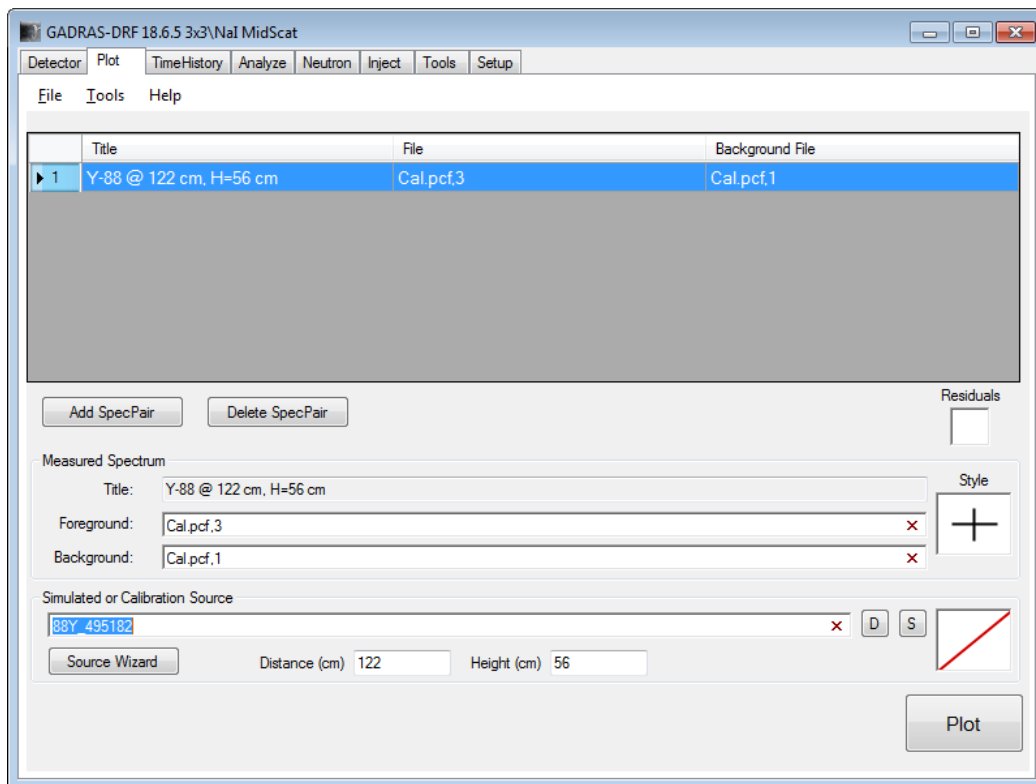 GADRAS-DRF 18.6.5 3x3\NaI MidScat
Detector Plot TimeHistory Analyze Neutron Inject Tools Setup
File Tools Help
Title File Background File
1 Y-88 @ 122 cm, H=56 cm Cal.pcf,3 Cal.pcf,1
Add SpecPair Delete SpecPair Residuals
Measured Spectrum
Title: Y-88 @ 122 cm, H=56 cm Style
Foreground: Cal.pcf,3
Background: Cal.pcf,1
Simulated or Calibration Source
88Y_495182 D S
Source Wizard Distance (cm) 122 Height (cm) 56
Plot